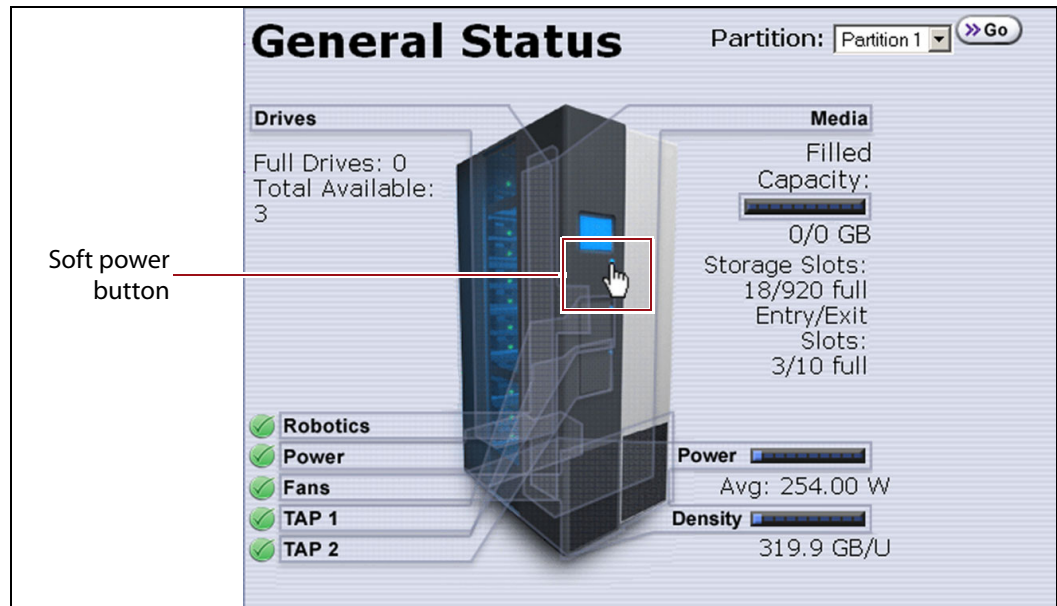 General Status
Partition: Partition 1 Go
Drives
Full Drives: 0
Total Available:
3
Media
Filled
Capacity:
0/0 GB
Storage Slots:
18/920 full
Entry/Exit
Slots:
3/10 full
Soft power
button
Robotics
Power
Fans
TAP 1
TAP 2
Power
Avg: 254.00 W
Density
319.9 GB/U